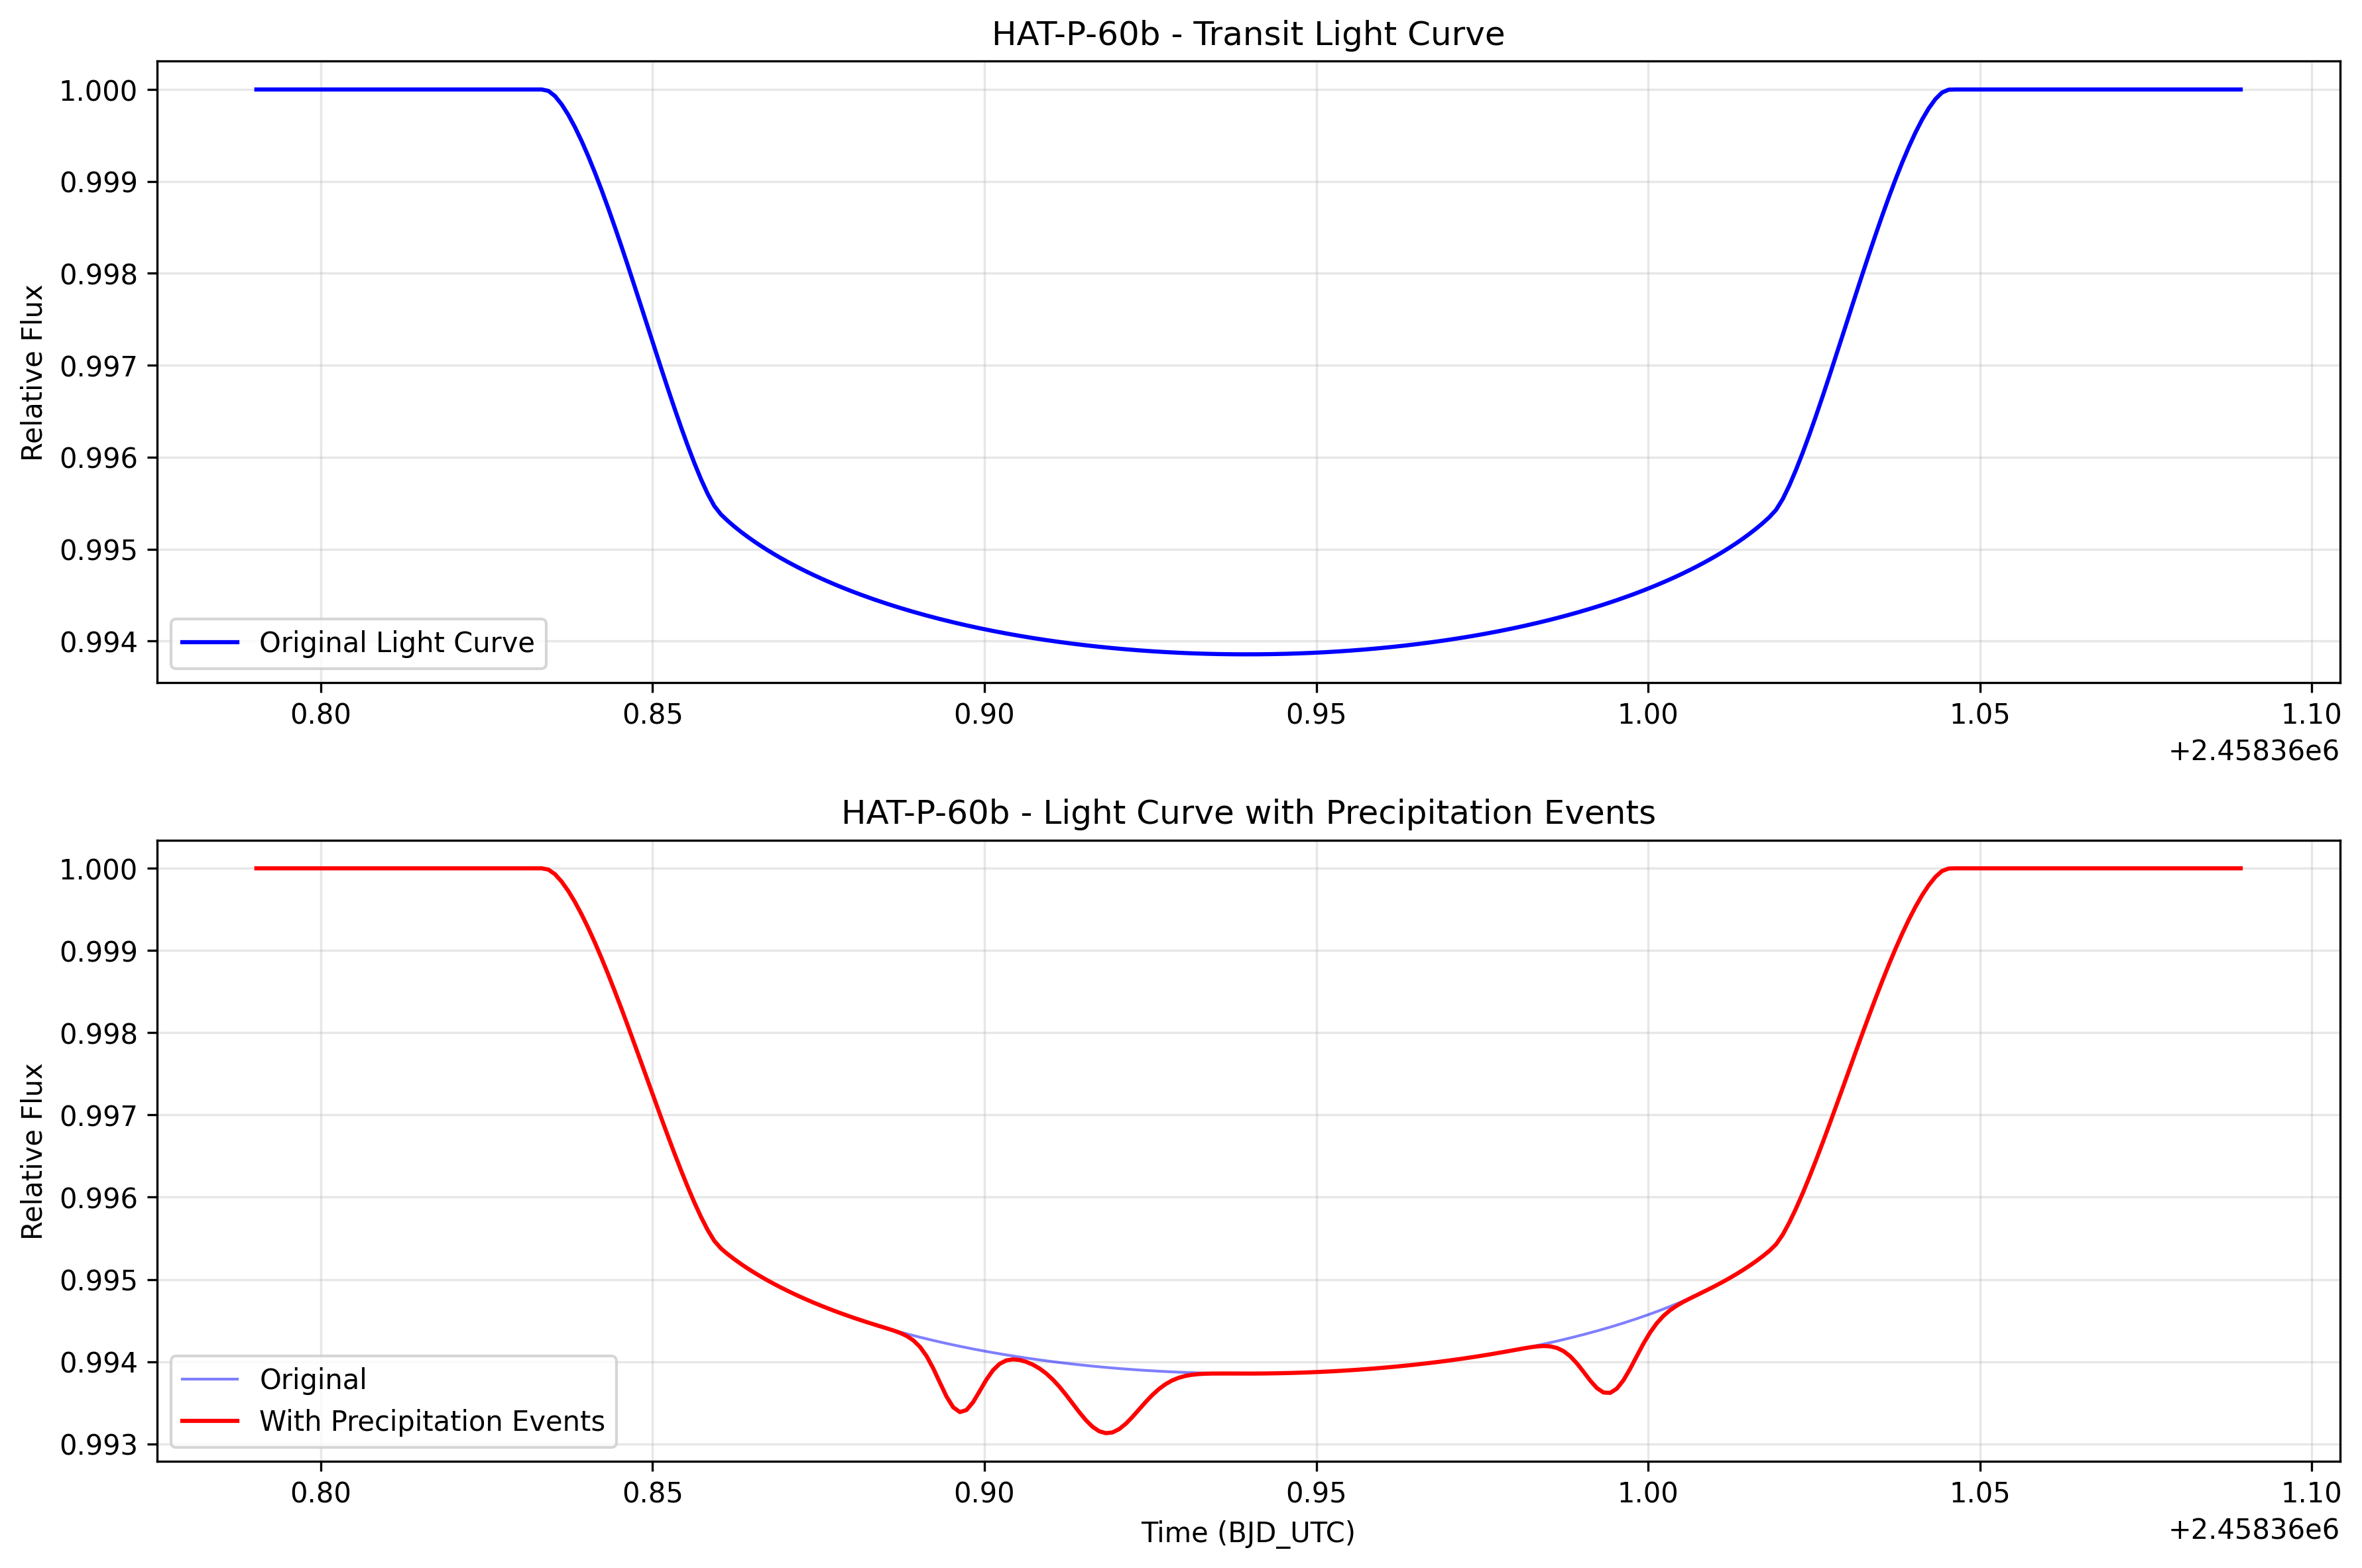 HAT-P-60b - Transit Light Curve
Relative Flux
1.000
0.999
0.998
0.997
0.996
0.995
0.994
Original Light Curve
0.80 0.85 0.90 0.95 1.00 1.05 1.10
+2.45836e6
HAT-P-60b - Light Curve with Precipitation Events
Relative Flux
1.000
0.999
0.998
0.997
0.996
0.995
0.994
0.993
Original
With Precipitation Events
0.80 0.85 0.90 0.95 1.00 1.05 1.10
Time (BJD_UTC)
+2.45836e6